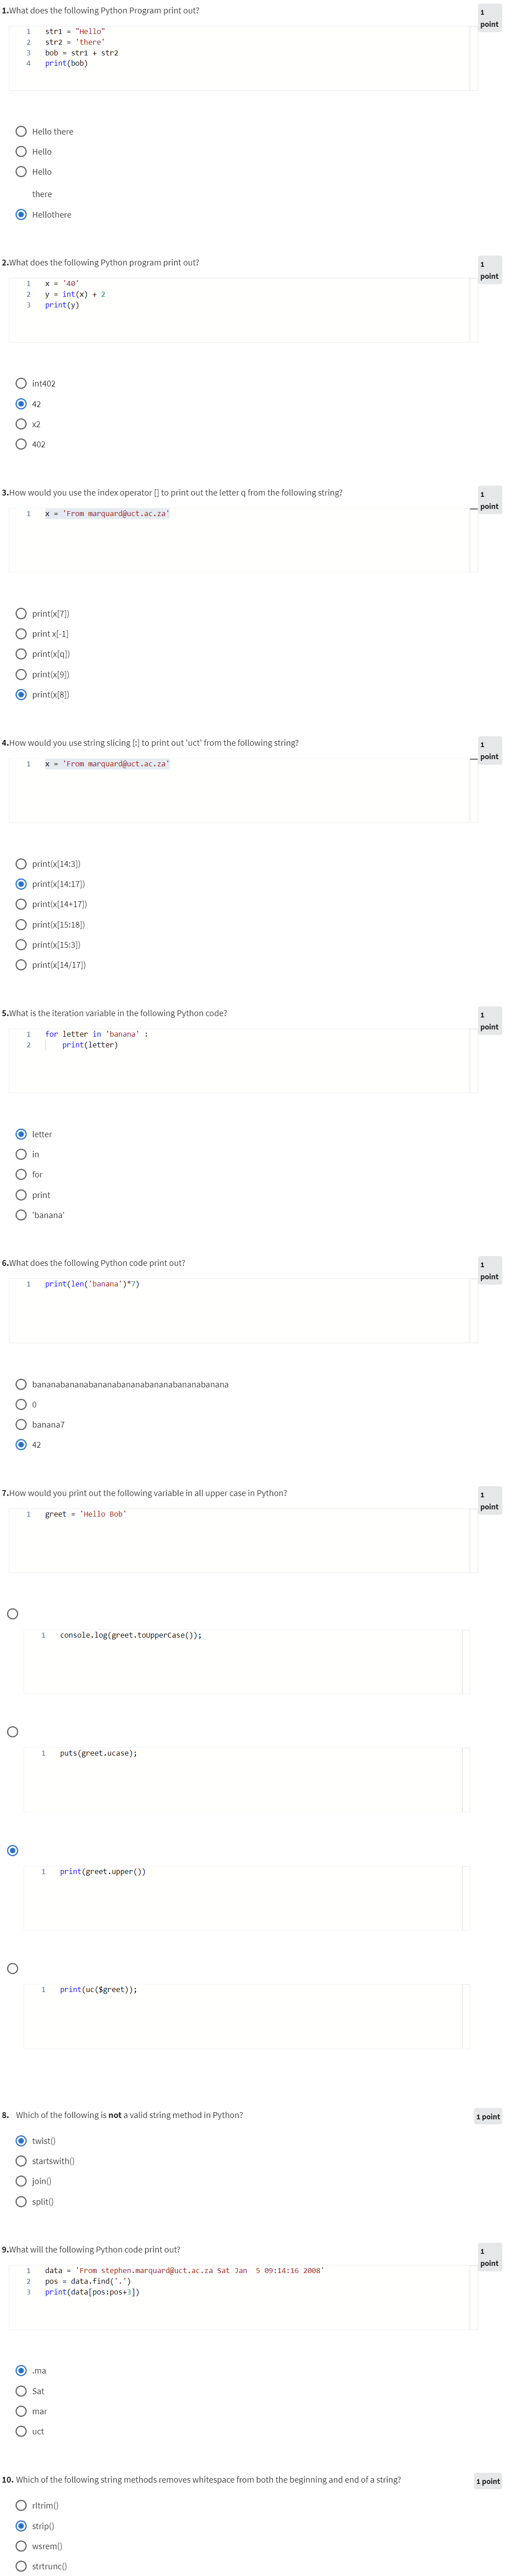 1.What does the following Python Program print out?
1
point
1 str1 = "Hello"
2 str2 = 'there'
3 bob = str1 + str2
4 print(bob)
Hello there
Hello
Hello
there
Hellothere
2.What does the following Python program print out?
1
point
1 x = '40'
2 y = int(x) + 2
3 print(y)
int402
42
x2
402
3.How would you use the index operator [] to print out the letter q from the following string?
1
point
1 x = 'From marquard@uct.ac.za'
print(x[7])
print x[-1]
print(x[q])
print(x[9])
print(x[8])
4.How would you use string slicing [:] to print out 'uct' from the following string?
1
point
1 x = 'From marquard@uct.ac.za'
print(x[14:3])
print(x[14:17])
print(x[14+17])
print(x[15:18])
print(x[15:3])
print(x[14/17])
5.What is the iteration variable in the following Python code?
1
point
1 for letter in 'banana' :
2 print(letter)
letter
in
for
print
'banana'
6.What does the following Python code print out?
1
point
1 print(len('banana')*7)
bananabananabananabananabananabananabanana
0
banana7
42
7.How would you print out the following variable in all upper case in Python?
1
point
1 greet = 'Hello Bob'
1 console.log(greet.toUpperCase());
1 puts(greet.ucase);
1 print(greet.upper())
1 print(uc($greet));
8. Which of the following is not a valid string method in Python?
1 point
twist()
startswith()
join()
split()
9.What will the following Python code print out?
1
point
1 data = 'From stephen.marquard@uct.ac.za Sat Jan  5 09:14:16 2008'
2 pos = data.find('.')
3 print(data[pos:pos+3])
.ma
Sat
mar
uct
10. Which of the following string methods removes whitespace from both the beginning and end of a string?
1 point
rltrim()
strip()
wsrem()
strtrunc()